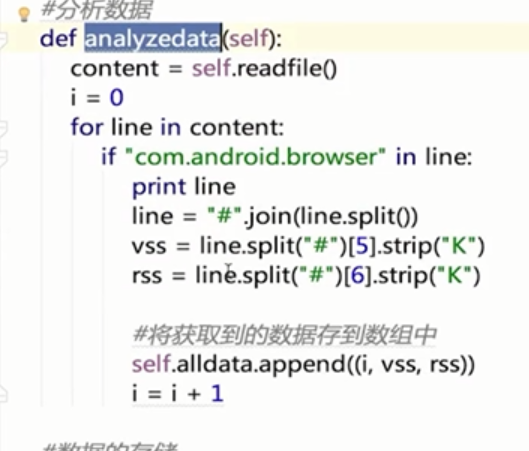 #分析数据
def analyzedata(self):
content = self.readfile()
i = 0
for line in content:
if "com.android.browser" in line:
print line
line = "#".join(line.split())
vss = line.split("#")[5].strip("K")
rss = line.split("#")[6].strip("K")
#将获取到的数据存到数组中
self.alldata.append((i, vss, rss))
i = i + 1
#数据的存储